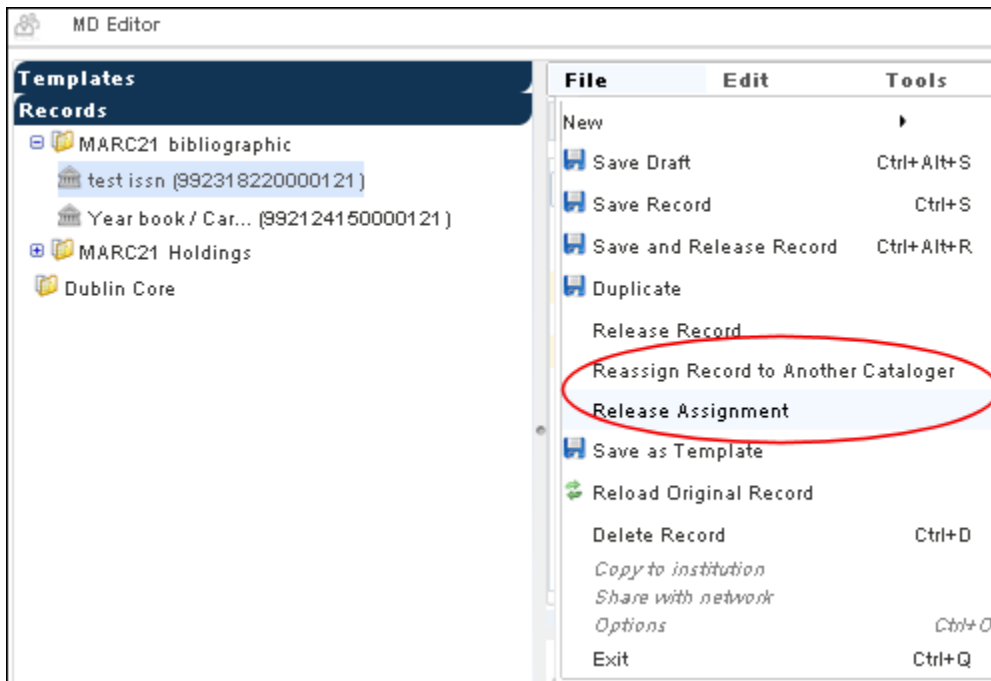 MD Editor
Templates
Records
MARC21 bibliographic
test issn (992318220000121)
Year book / Car... (992124150000121)
MARC21 Holdings
Dublin Core
File Edit Tools
New
Save Draft Ctrl+Alt+S
Save Record Ctrl+S
Save and Release Record Ctrl+Alt+R
Duplicate
Release Record
Reassign Record to Another Cataloger
Release Assignment
Save as Template
Reload Original Record
Delete Record Ctrl+D
Copy to institution
Share with network
Options Ctrl+O
Exit Ctrl+Q